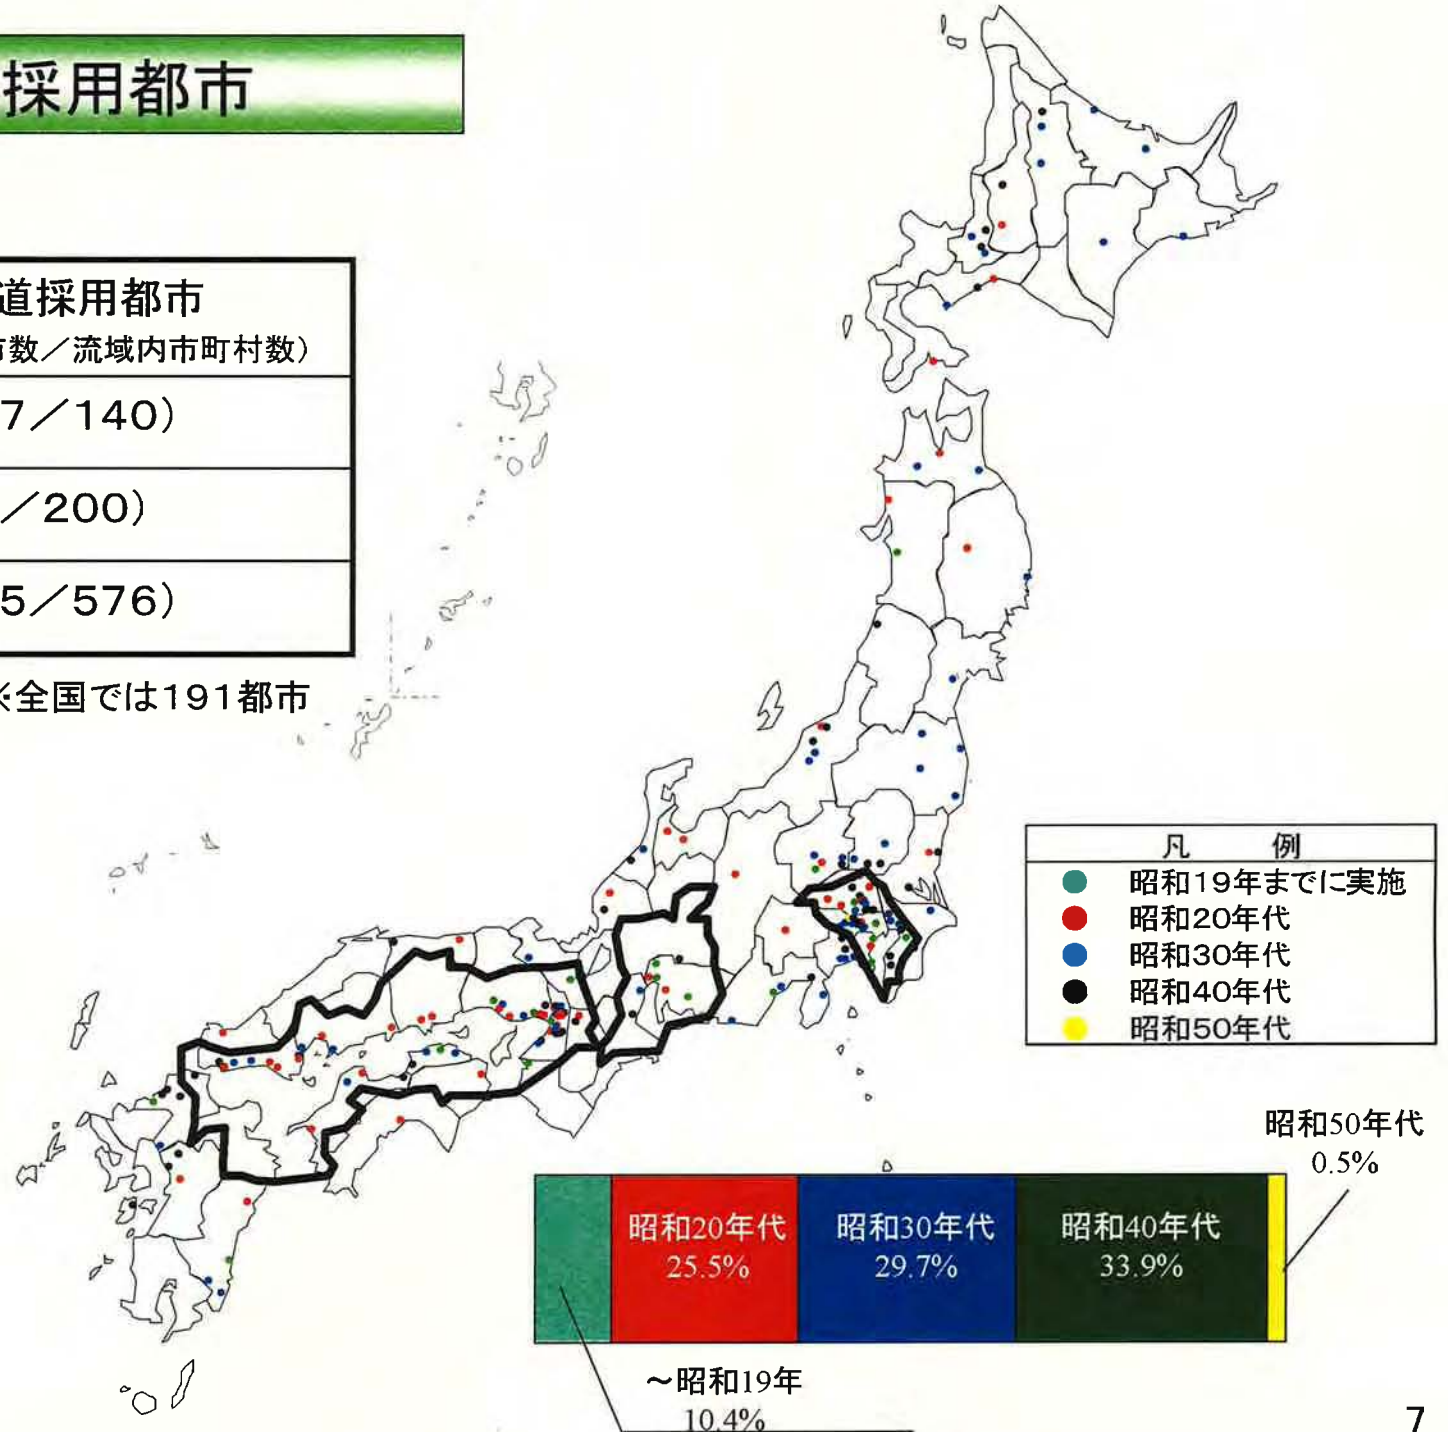 採用都市
道採用都市
市数／流域内市町村数）
7／140）
／200）
5／576）
※全国では191都市
凡 例
昭和19年までに実施
昭和20年代
昭和30年代
昭和40年代
昭和50年代
昭和50年代
0.5%
昭和20年代
25.5%
昭和30年代
29.7%
昭和40年代
33.9%
～昭和19年
10.4%
7